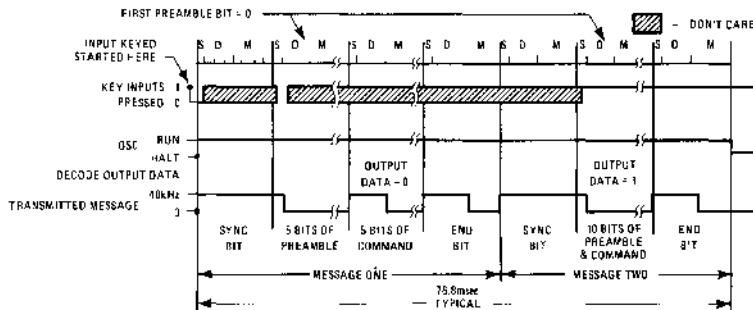 FIRST PREAMBLE BIT = 0
- DON'T CARE
INPUT KEYED
STARTED HERE
S D M S D M S D M S D M S D M S D M
KEY INPUTS 1
PRESSED 0
OSC RUN
HALT
DECODE OUTPUT DATA
OUTPUT
DATA = 0
OUTPUT
DATA = 1
40kHz
TRANSMITTED MESSAGE
0
SYNC
BIT
5 BITS OF
PREAMBLE
5 BITS OF
COMMAND
END
BIT
SYNC
BIT
10 BITS OF
PREAMBLE
& COMMAND
END
BIT
MESSAGE ONE
MESSAGE TWO
76.8msec
TYPICAL